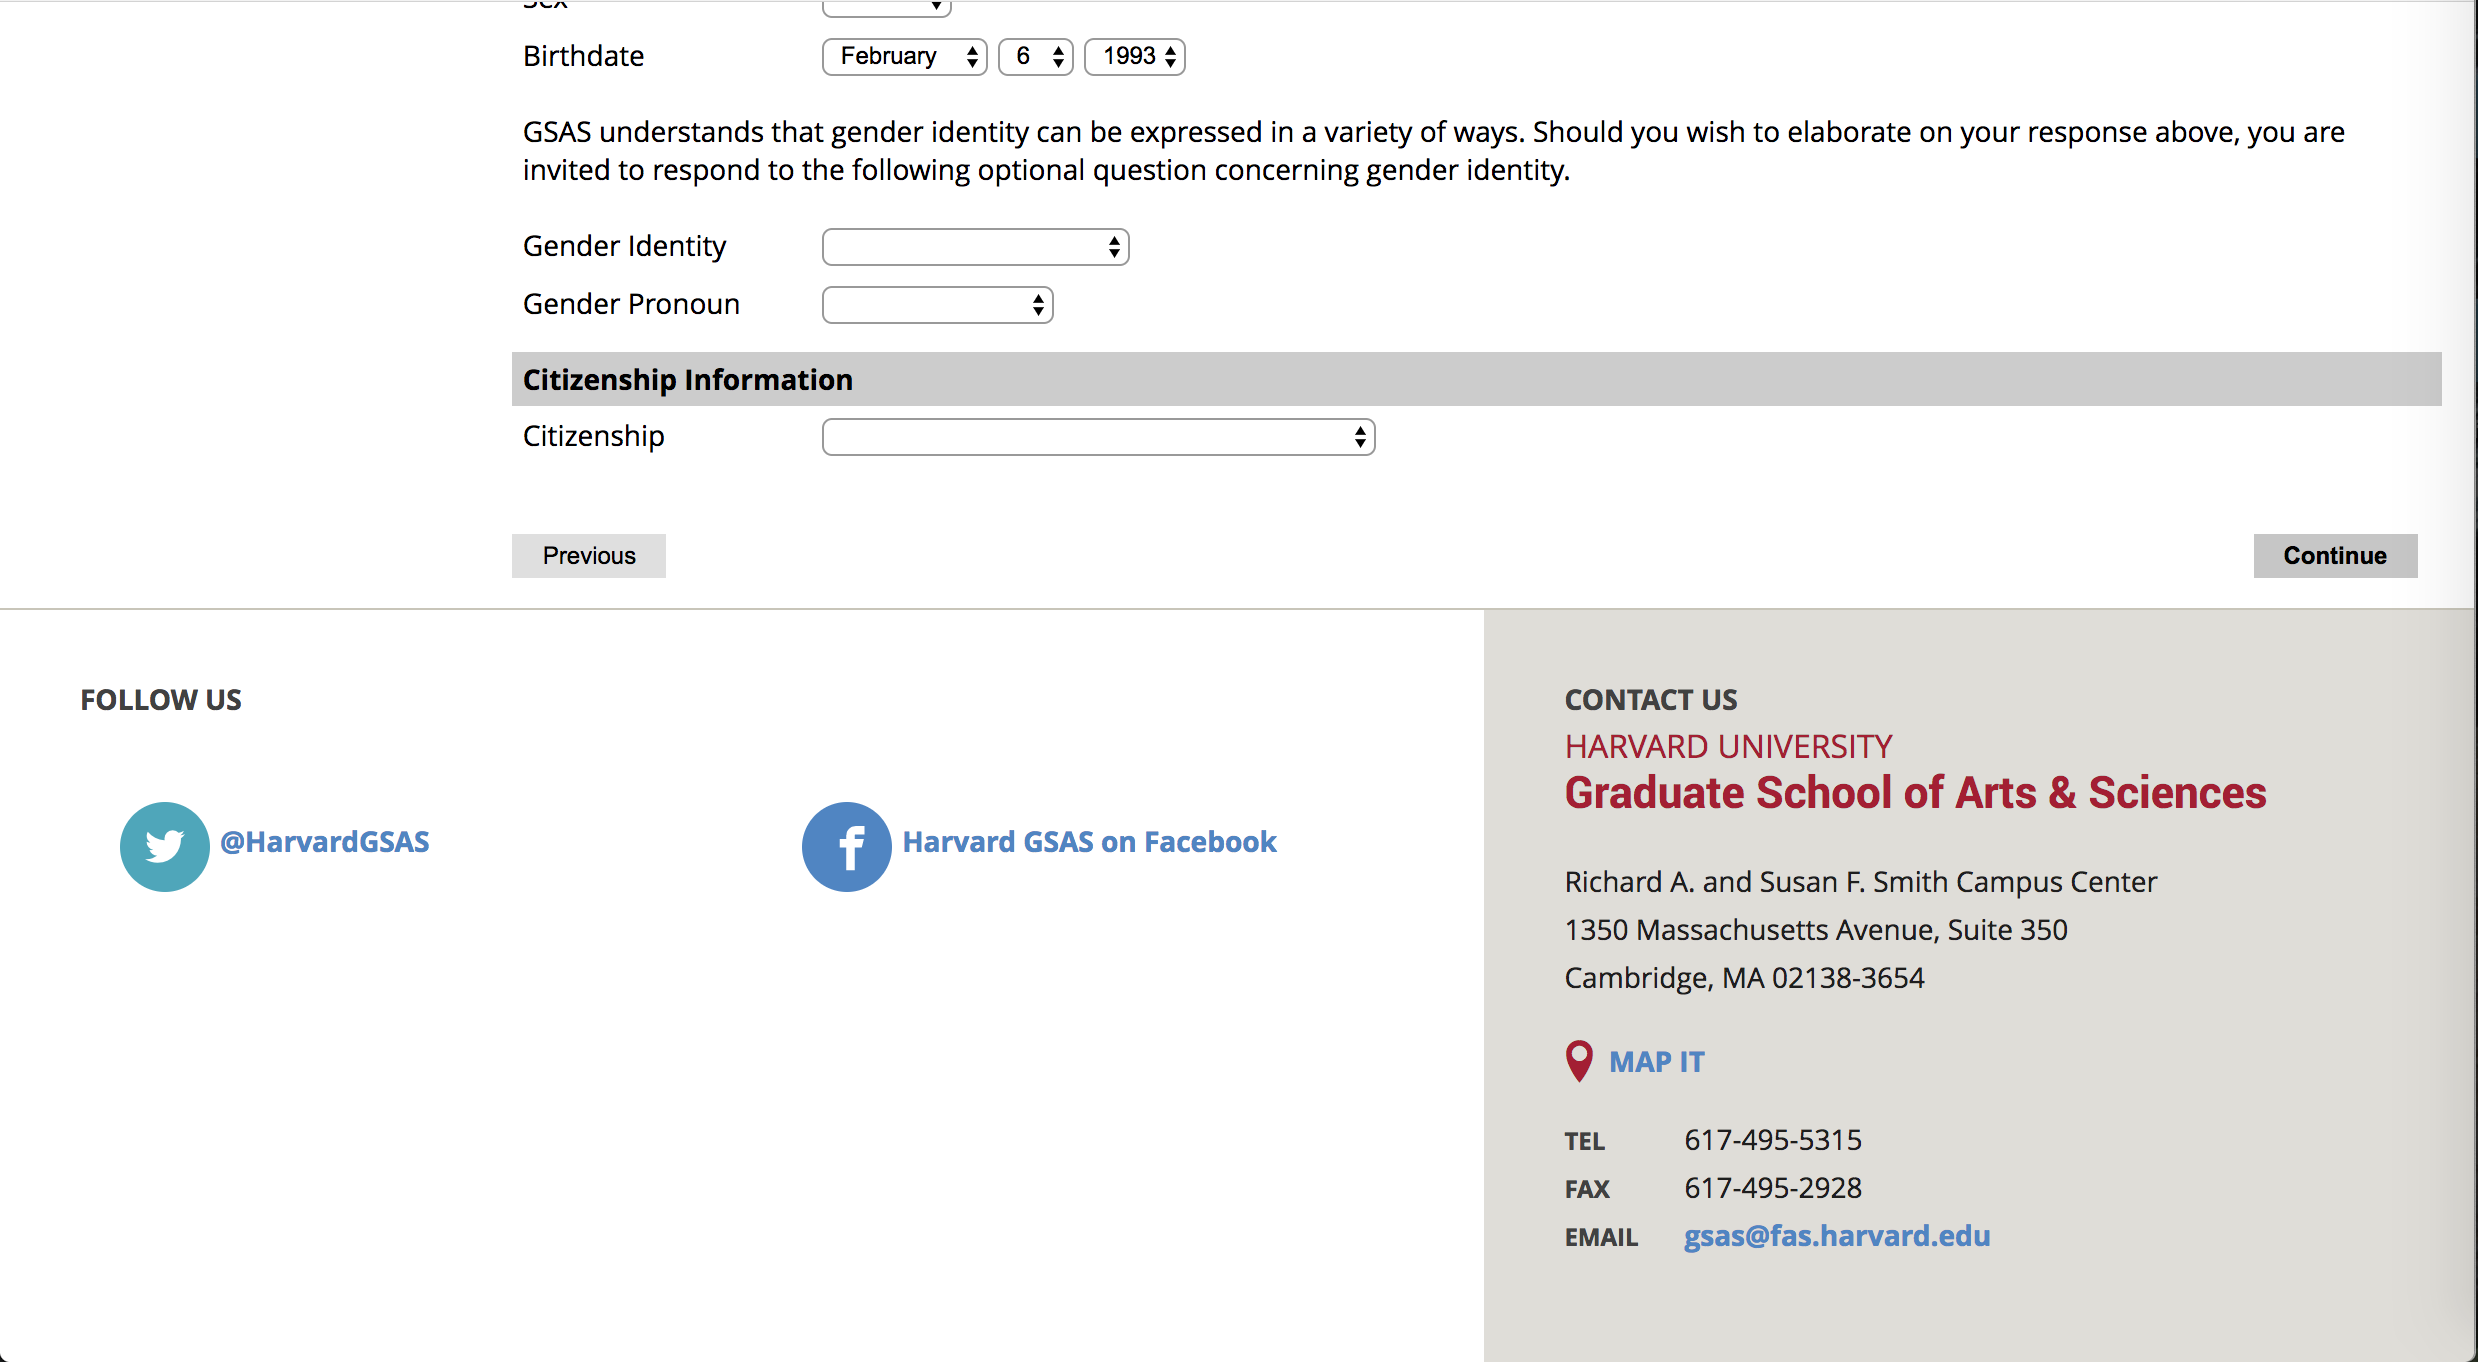 Sex
Birthdate February 6 1993
GSAS understands that gender identity can be expressed in a variety of ways. Should you wish to elaborate on your response above, you are
invited to respond to the following optional question concerning gender identity.
Gender Identity
Gender Pronoun
Citizenship Information
Citizenship
Previous
Continue
FOLLOW US
@HarvardGSAS
Harvard GSAS on Facebook
CONTACT US
HARVARD UNIVERSITY
Graduate School of Arts & Sciences
Richard A. and Susan F. Smith Campus Center
1350 Massachusetts Avenue, Suite 350
Cambridge, MA 02138-3654
MAP IT
TEL 617-495-5315
FAX 617-495-2928
EMAIL gsas@fas.harvard.edu